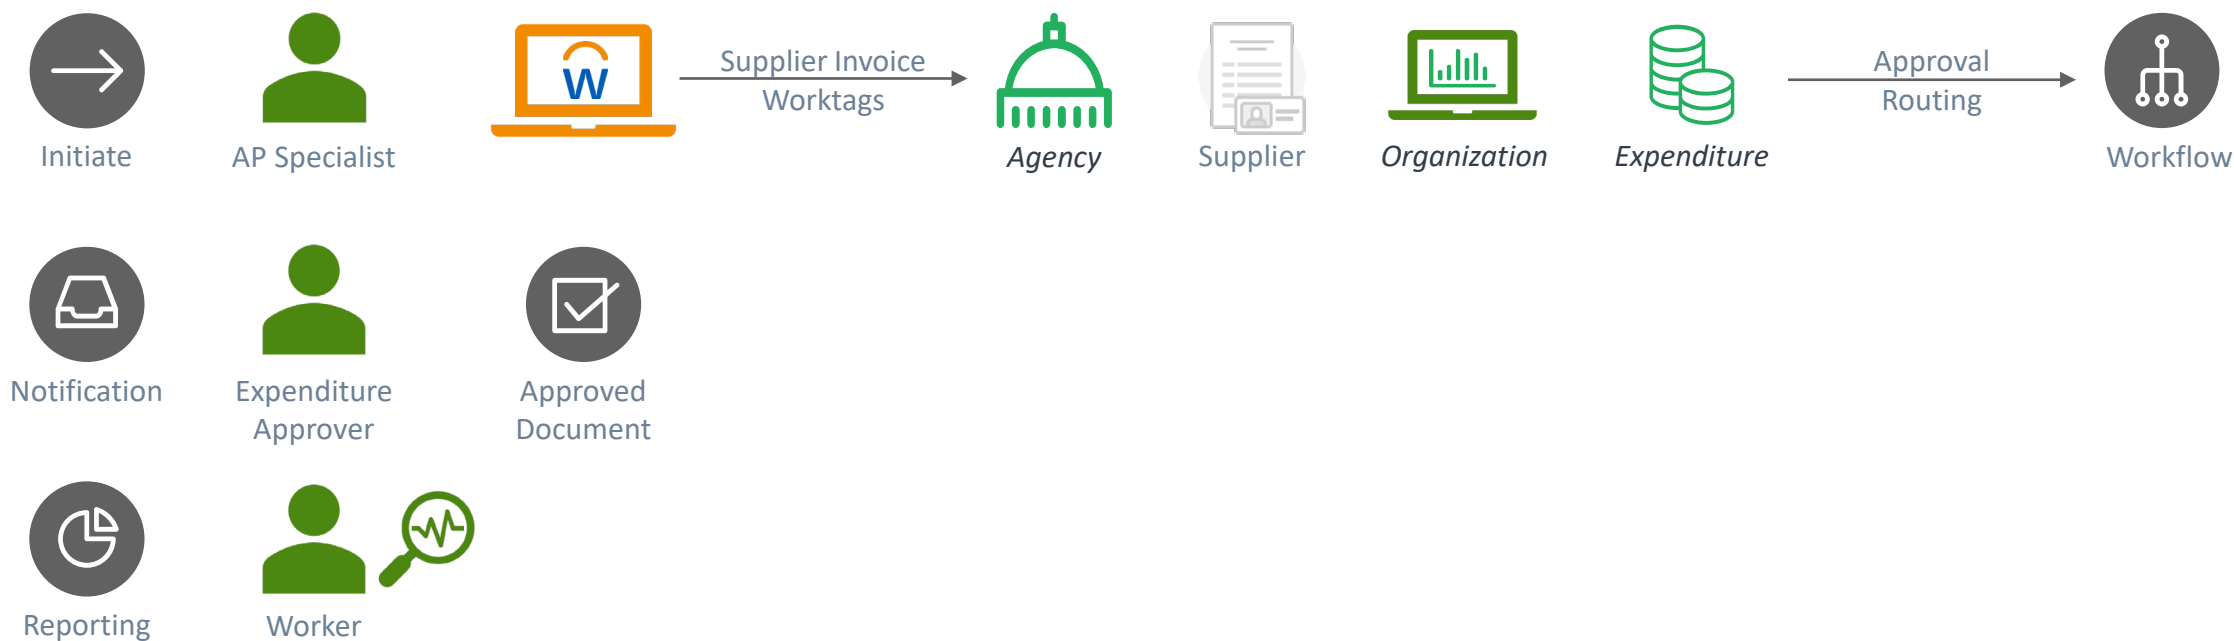 Supplier Invoice
Worktags
Approval
Routing
W
Initiate
AP Specialist
Agency
Supplier
Organization
Expenditure
Workflow
Notification
Expenditure
Approver
Approved
Document
Reporting
Worker